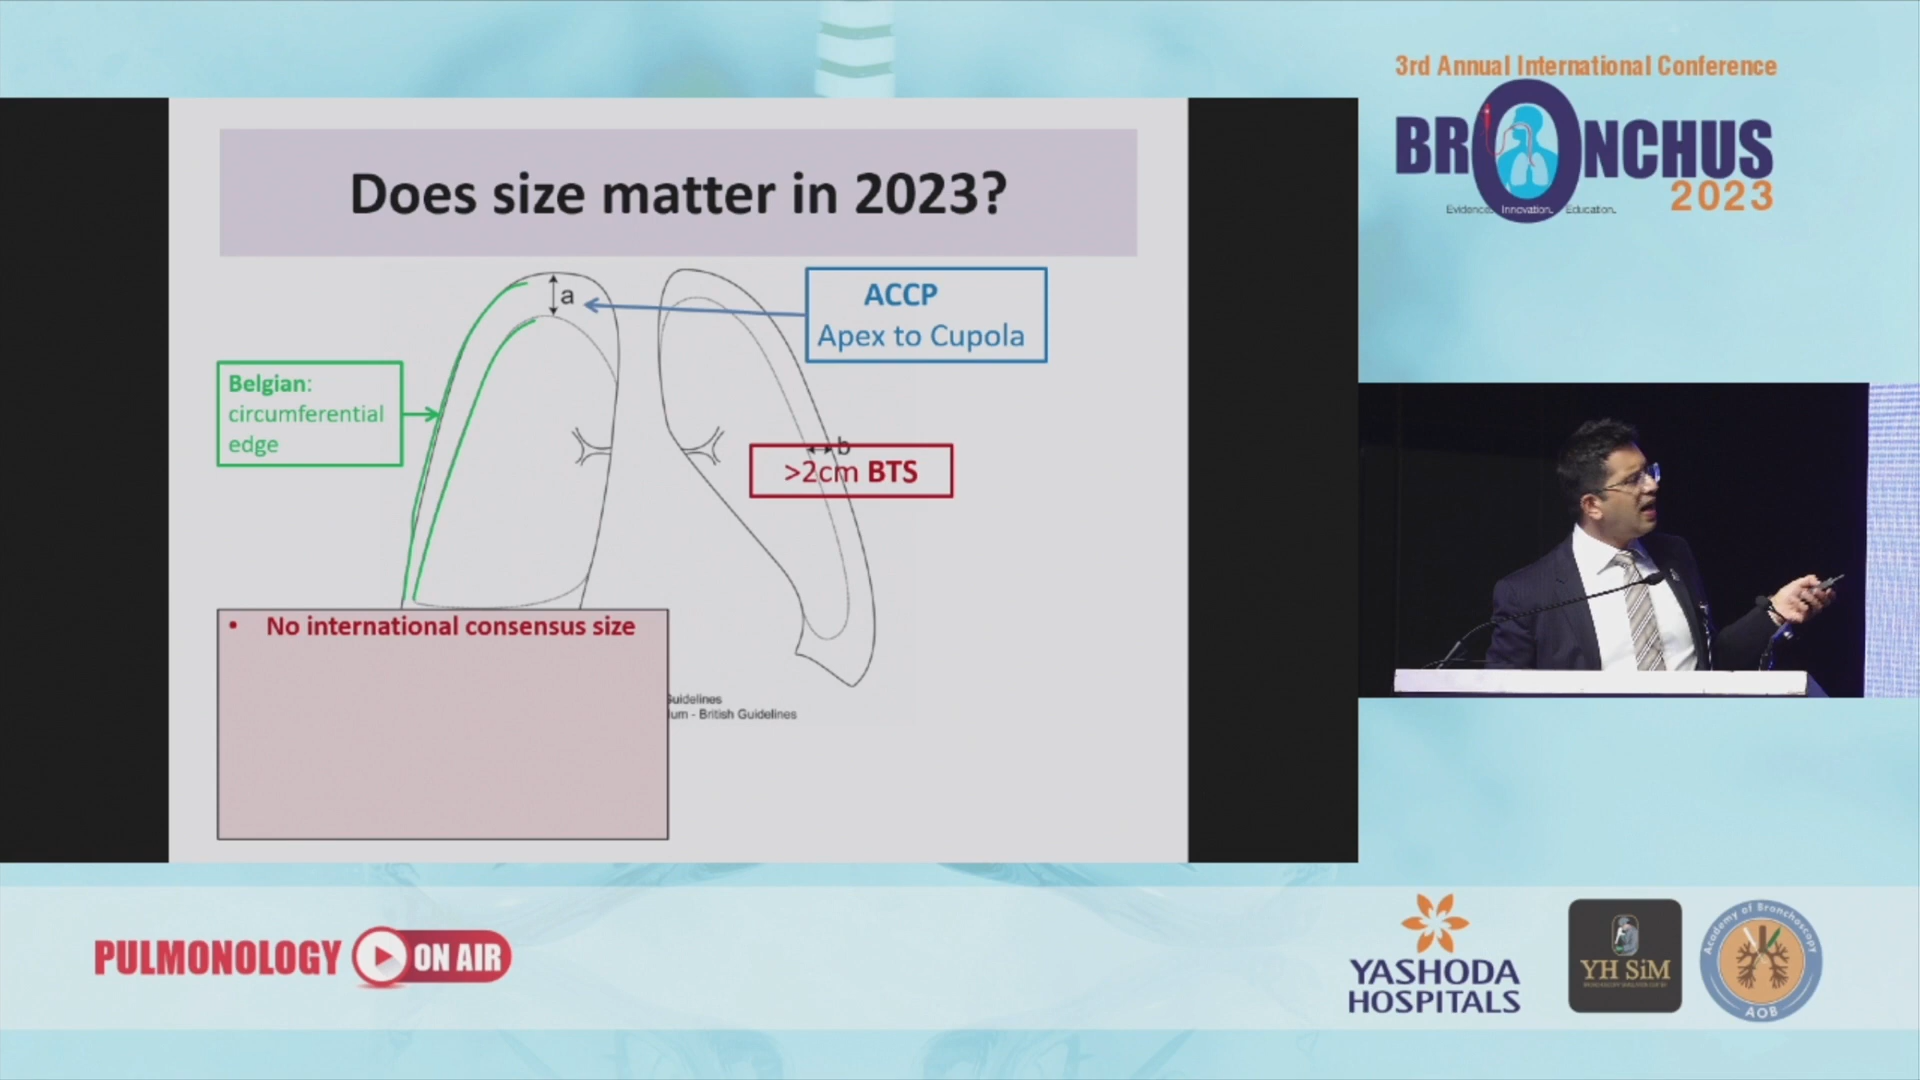 3rd Annual International Conference
BRONCHUS
2023
Evidence. Innovation. Education.
Does size matter in 2023?
a
ACCP
Apex to Cupola
Belgian:
circumferential
edge
b
>2cm BTS
• No international consensus size
Guidelines
um - British Guidelines
PULMONOLOGY ON AIR
YASHODA
HOSPITALS
YH SiM
Academy of Bronchoscopy
AOB